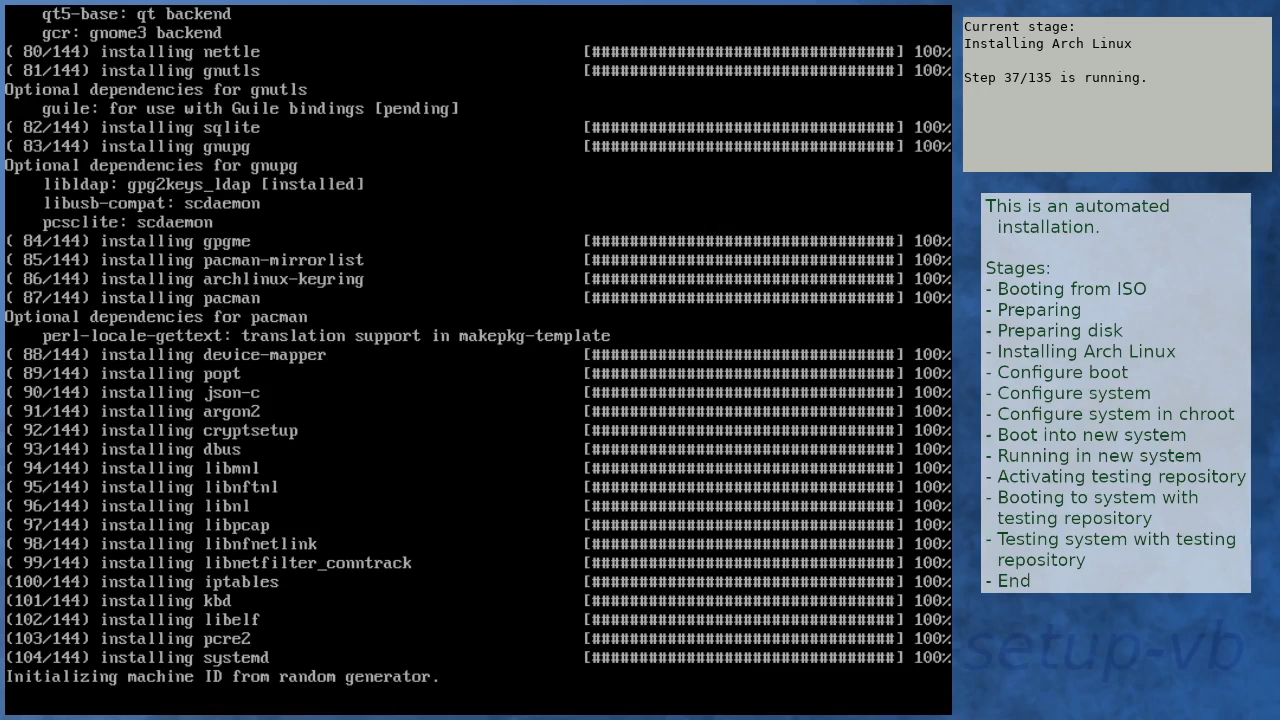 qt5-base: qt backend
gcr: gnome3 backend
( 80/144) installing nettle [################################] 100%
( 81/144) installing gnutls [################################] 100%
Optional dependencies for gnutls
guile: for use with Guile bindings [pending]
( 82/144) installing sqlite [################################] 100%
( 83/144) installing gnupg [################################] 100%
Optional dependencies for gnupg
libldap: gpg2keys_ldap [installed]
libusb-compat: scdaemon
pcsclite: scdaemon
( 84/144) installing gpgme [################################] 100%
( 85/144) installing pacman-mirrorlist [################################] 100%
( 86/144) installing archlinux-keyring [################################] 100%
( 87/144) installing pacman [################################] 100%
Optional dependencies for pacman
perl-locale-gettext: translation support in makepkg-template
( 88/144) installing device-mapper [################################] 100%
( 89/144) installing popt [################################] 100%
( 90/144) installing json-c [################################] 100%
( 91/144) installing argon2 [################################] 100%
( 92/144) installing cryptsetup [################################] 100%
( 93/144) installing dbus [################################] 100%
( 94/144) installing libmnl [################################] 100%
( 95/144) installing libnftnl [################################] 100%
( 96/144) installing libnl [################################] 100%
( 97/144) installing libpcap [################################] 100%
( 98/144) installing libnfnetlink [################################] 100%
( 99/144) installing libnetfilter_conntrack [################################] 100%
(100/144) installing iptables [################################] 100%
(101/144) installing kbd [################################] 100%
(102/144) installing libelf [################################] 100%
(103/144) installing pcre2 [################################] 100%
(104/144) installing systemd [################################] 100%
Initializing machine ID from random generator.
Current stage:
Installing Arch Linux
Step 37/135 is running.
This is an automated
installation.
Stages:
- Booting from ISO
- Preparing
- Preparing disk
- Installing Arch Linux
- Configure boot
- Configure system
- Configure system in chroot
- Boot into new system
- Running in new system
- Activating testing repository
- Booting to system with
testing repository
- Testing system with testing
repository
- End
setup-vb